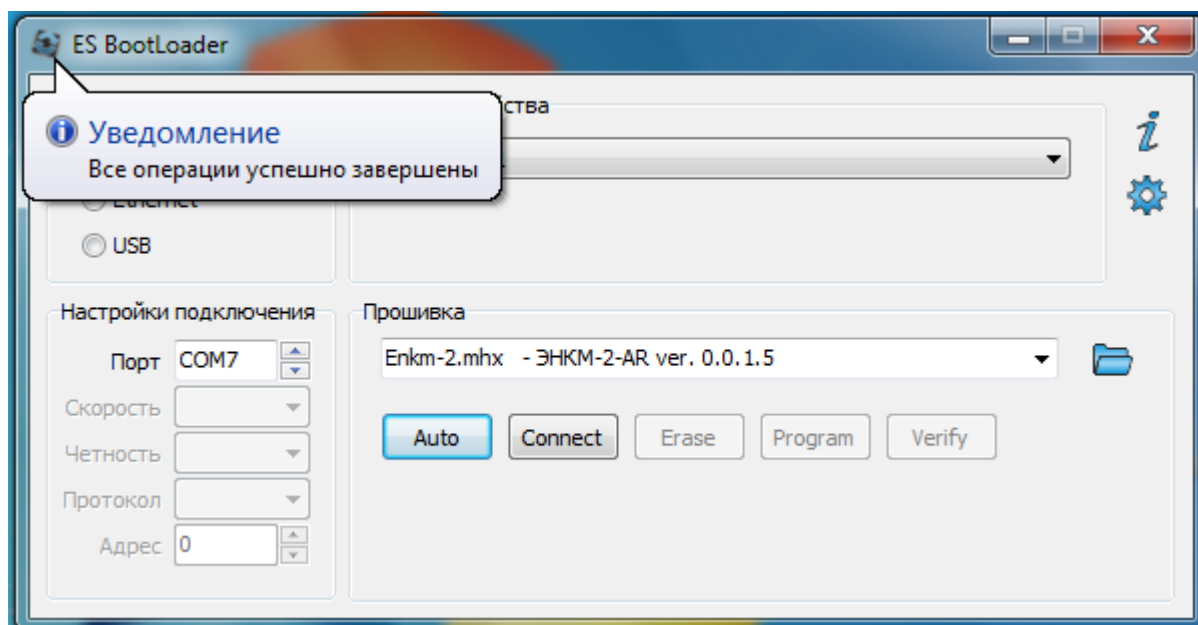 ES BootLoader
Уведомление
Все операции успешно завершены
USB
Настройки подключения
Порт COM7
Скорость
Четность
Протокол
Адрес 0
Прошивка
Enkm-2.mhx - ЭНКМ-2-AR ver. 0.0.1.5
Auto Connect Erase Program Verify